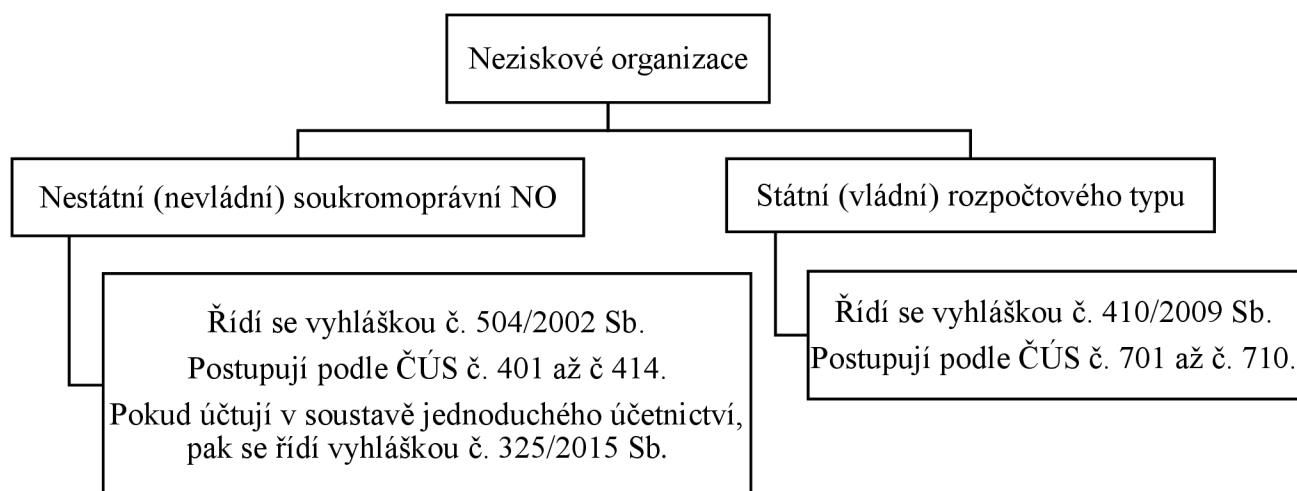 Neziskové organizace
Nestátní (nevládní) soukromoprávní NO
Státní (vládní) rozpočtového typu
Řídí se vyhláškou č. 504/2002 Sb.
Postupují podle ČÚS č. 401 až č 414.
Pokud účtují v soustavě jednoduchého účetnictví,
pak se řídí vyhláškou č. 325/2015 Sb.
Řídí se vyhláškou č. 410/2009 Sb.
Postupují podle ČÚS č. 701 až č. 710.